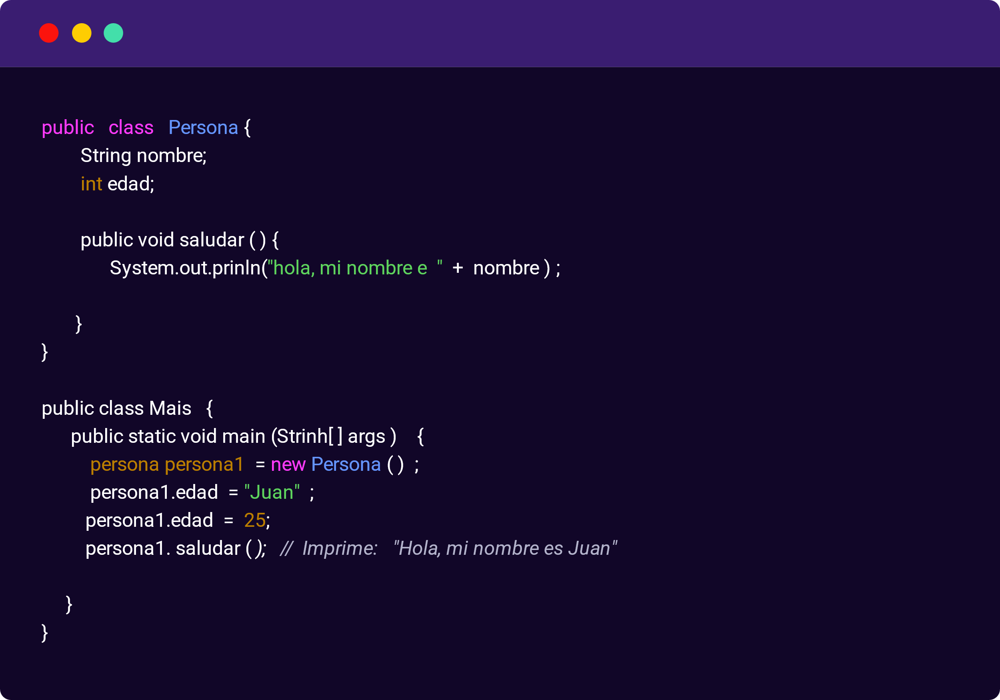 public class Persona {
String nombre;
int edad;
public void saludar ( ) {
System.out.prinln("hola, mi nombre e " + nombre ) ;
}
}
public class Mais {
public static void main (Strinh[ ] args ) {
persona persona1 = new Persona ( ) ;
persona1.edad = "Juan" ;
persona1.edad = 25;
persona1. saludar ( ); // Imprime: "Hola, mi nombre es Juan"
}
}